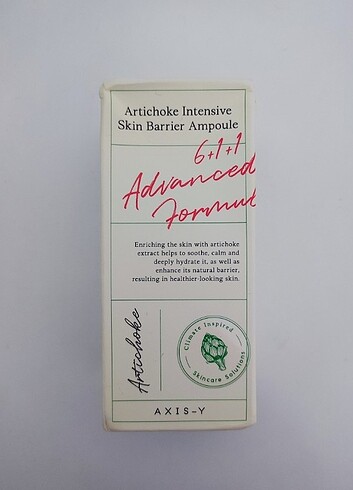 Artichoke Intensive
Skin Barrier Ampoule
6+1+1
Advanced
Formul
Enriching the skin with artichoke
extract helps to soothe, calm and
deeply hydrate it, as well as
enhance its natural barrier,
resulting in healthier-looking skin.
Artichoke
Climate Inspired
Skincare Solutions
AXIS-Y